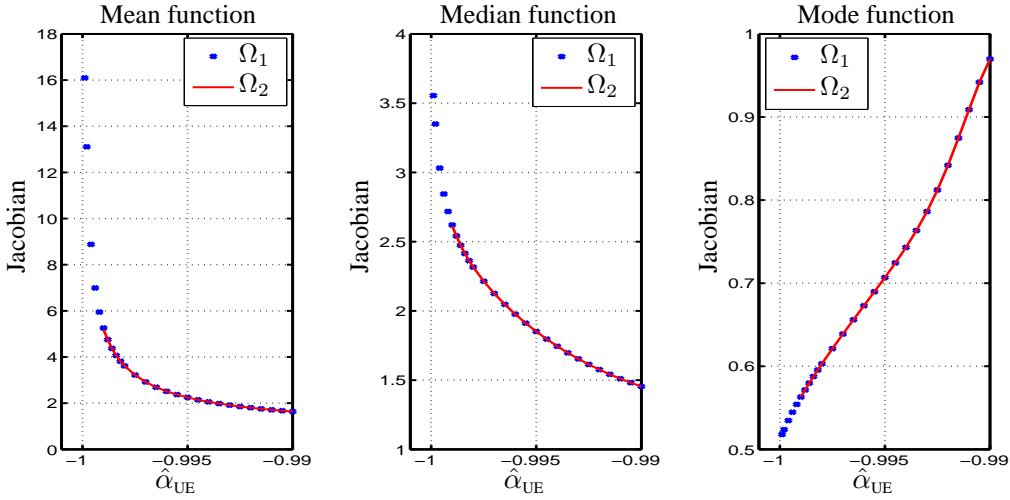 Mean function
Jacobian
18
16
14
12
10
8
6
4
2
0
−1
−0.995
−0.99
α̂UE
Ω1
Ω2
Median function
Jacobian
4
3.5
3
2.5
2
1.5
1
−1
−0.995
−0.99
α̂UE
Ω1
Ω2
Mode function
Jacobian
1
0.9
0.8
0.7
0.6
0.5
−1
−0.995
−0.99
α̂UE
Ω1
Ω2